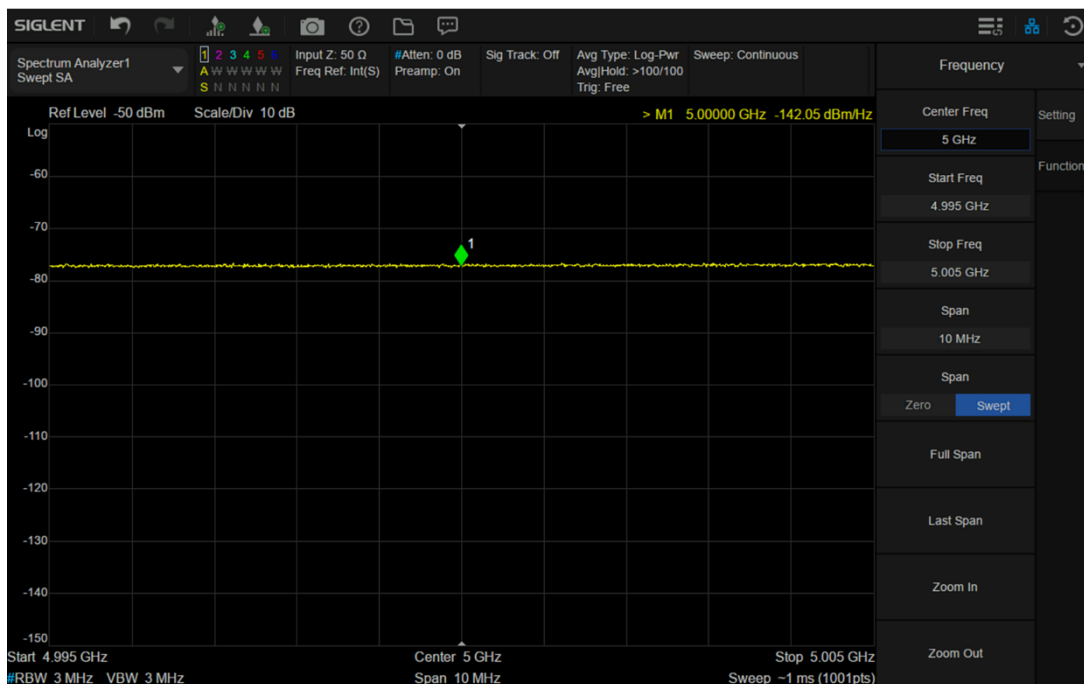 SIGLENT
Spectrum Analyzer1
Swept SA
1 2 3 4 5 6
A W W W W W
S N N N N N
Input Z: 50 Ω
Freq Ref: Int(S)
#Atten: 0 dB
Preamp: On
Sig Track: Off
Avg Type: Log-Pwr
Avg|Hold: >100/100
Trig: Free
Sweep: Continuous
Frequency
Ref Level -50 dBm
Scale/Div 10 dB
> M1 5.00000 GHz -142.05 dBm/Hz
Log
-60
-70
-80
-90
-100
-110
-120
-130
-140
-150
1
Start 4.995 GHz
Center 5 GHz
Stop 5.005 GHz
#RBW 3 MHz VBW 3 MHz
Span 10 MHz
Sweep ~1 ms (1001pts)
Center Freq
5 GHz
Start Freq
4.995 GHz
Stop Freq
5.005 GHz
Span
10 MHz
Span
Zero Swept
Full Span
Last Span
Zoom In
Zoom Out
Setting
Function